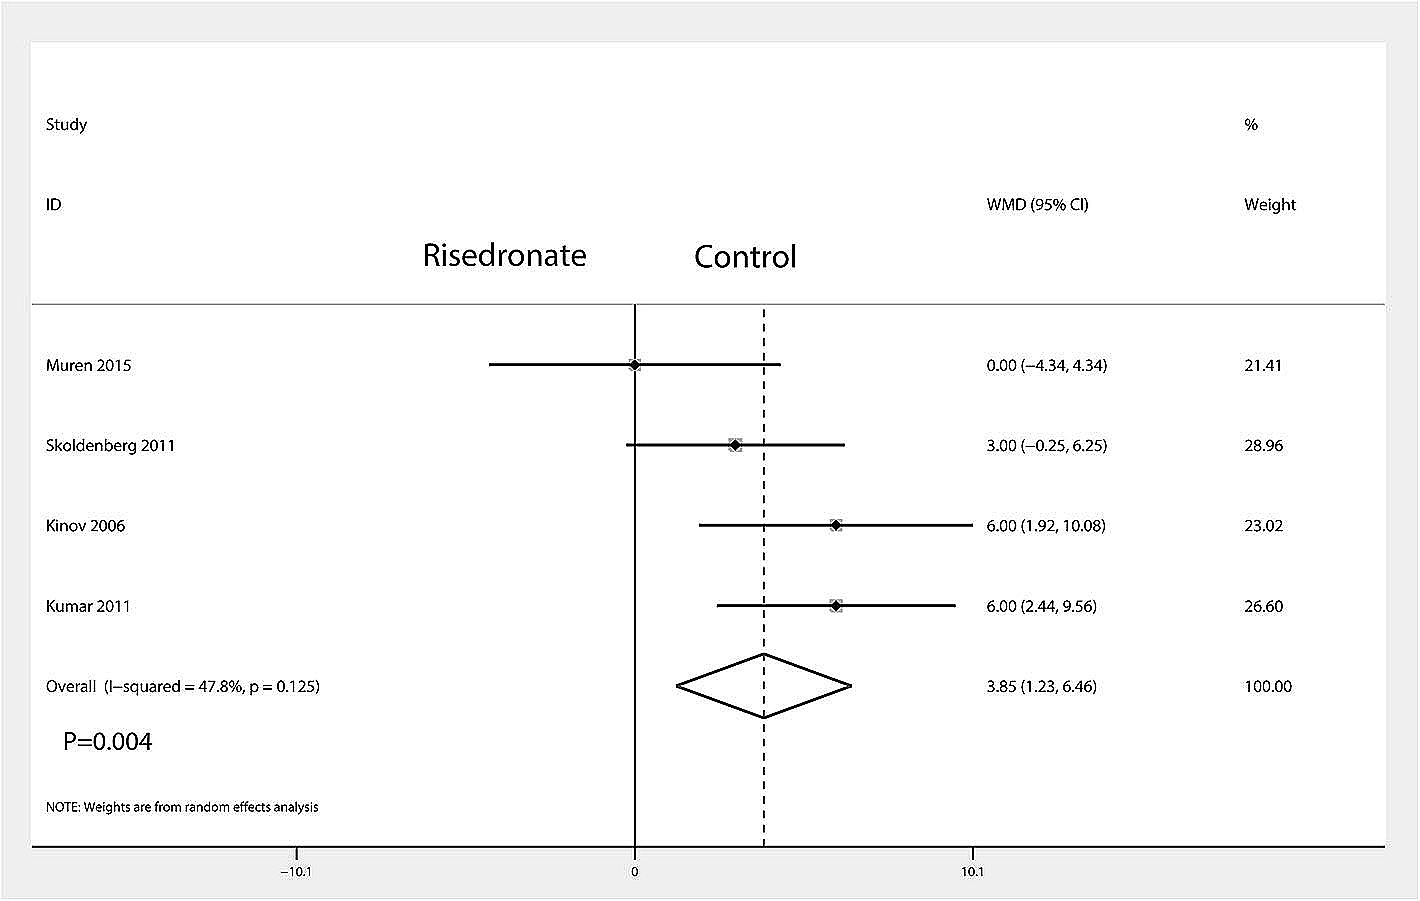 Study %
ID WMD (95% CI) Weight
Risedronate Control
Muren 2015 0.00 (−4.34, 4.34) 21.41
Skoldenberg 2011 3.00 (−0.25, 6.25) 28.96
Kinov 2006 6.00 (1.92, 10.08) 23.02
Kumar 2011 6.00 (2.44, 9.56) 26.60
Overall (I−squared = 47.8%, p = 0.125) 3.85 (1.23, 6.46) 100.00
P=0.004
NOTE: Weights are from random effects analysis
−10.1 0 10.1